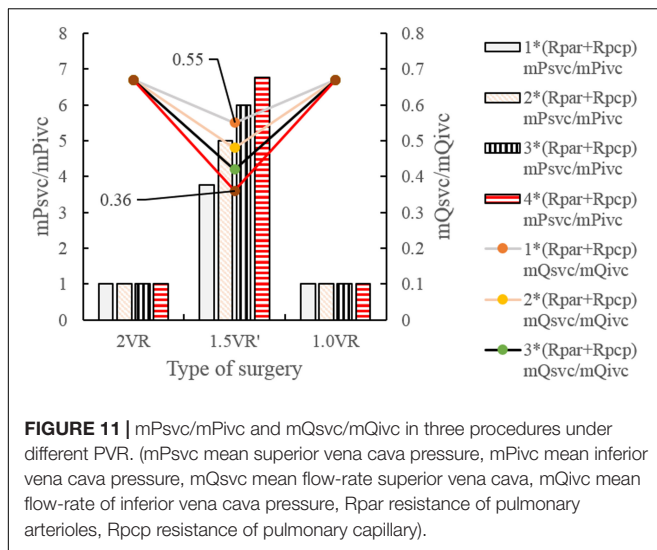 8
7
6
5
4
3
2
1
0
mPsvc/mPivc
0.55
0.36
0.8
0.7
0.6
0.5
0.4
0.3
0.2
0.1
0
mQsvc/mQivc
2VR
1.5VR'
1.0VR
Type of surgery
1*(Rpar+Rpcp)
mPsvc/mPivc
2*(Rpar+Rpcp)
mPsvc/mPivc
3*(Rpar+Rpcp)
mPsvc/mPivc
4*(Rpar+Rpcp)
mPsvc/mPivc
1*(Rpar+Rpcp)
mQsvc/mQivc
2*(Rpar+Rpcp)
mQsvc/mQivc
3*(Rpar+Rpcp)
mQsvc/mQivc
FIGURE 11 | mPsvc/mPivc and mQsvc/mQivc in three procedures under
different PVR. (mPsvc mean superior vena cava pressure, mPivc mean inferior
vena cava pressure, mQsvc mean flow-rate superior vena cava, mQivc mean
flow-rate of inferior vena cava pressure, Rpar resistance of pulmonary
arterioles, Rpcp resistance of pulmonary capillary).